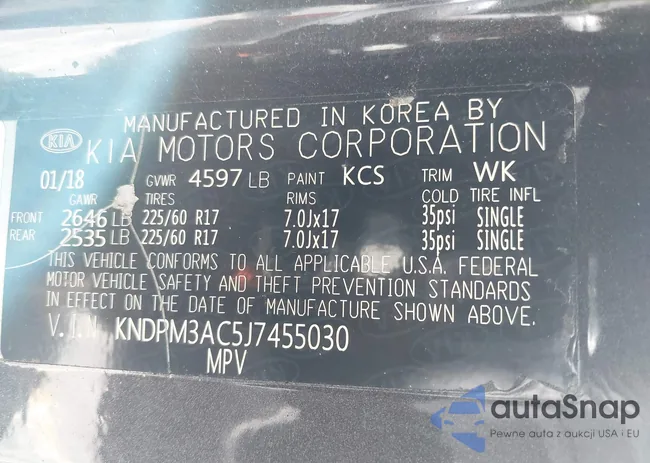 MANUFACTURED IN KOREA BY
KIA KIA MOTORS CORPORATION
01/18 GVWR 4597 LB PAINT KCS TRIM WK
GAWR TIRES RIMS COLD TIRE INFL
FRONT 2646 LB 225/60 R17 7.0Jx17 35psi SINGLE
REAR 2535 LB 225/60 R17 7.0Jx17 35psi SINGLE
THIS VEHICLE CONFORMS TO ALL APPLICABLE U.S.A. FEDERAL
MOTOR VEHICLE SAFETY AND THEFT PREVENTION STANDARDS
IN EFFECT ON THE DATE OF MANUFACTURE SHOWN ABOVE.
V.I.N KNDPM3AC5J7455030
MPV
autaSnap
Pewne auta z aukcji USA i EU